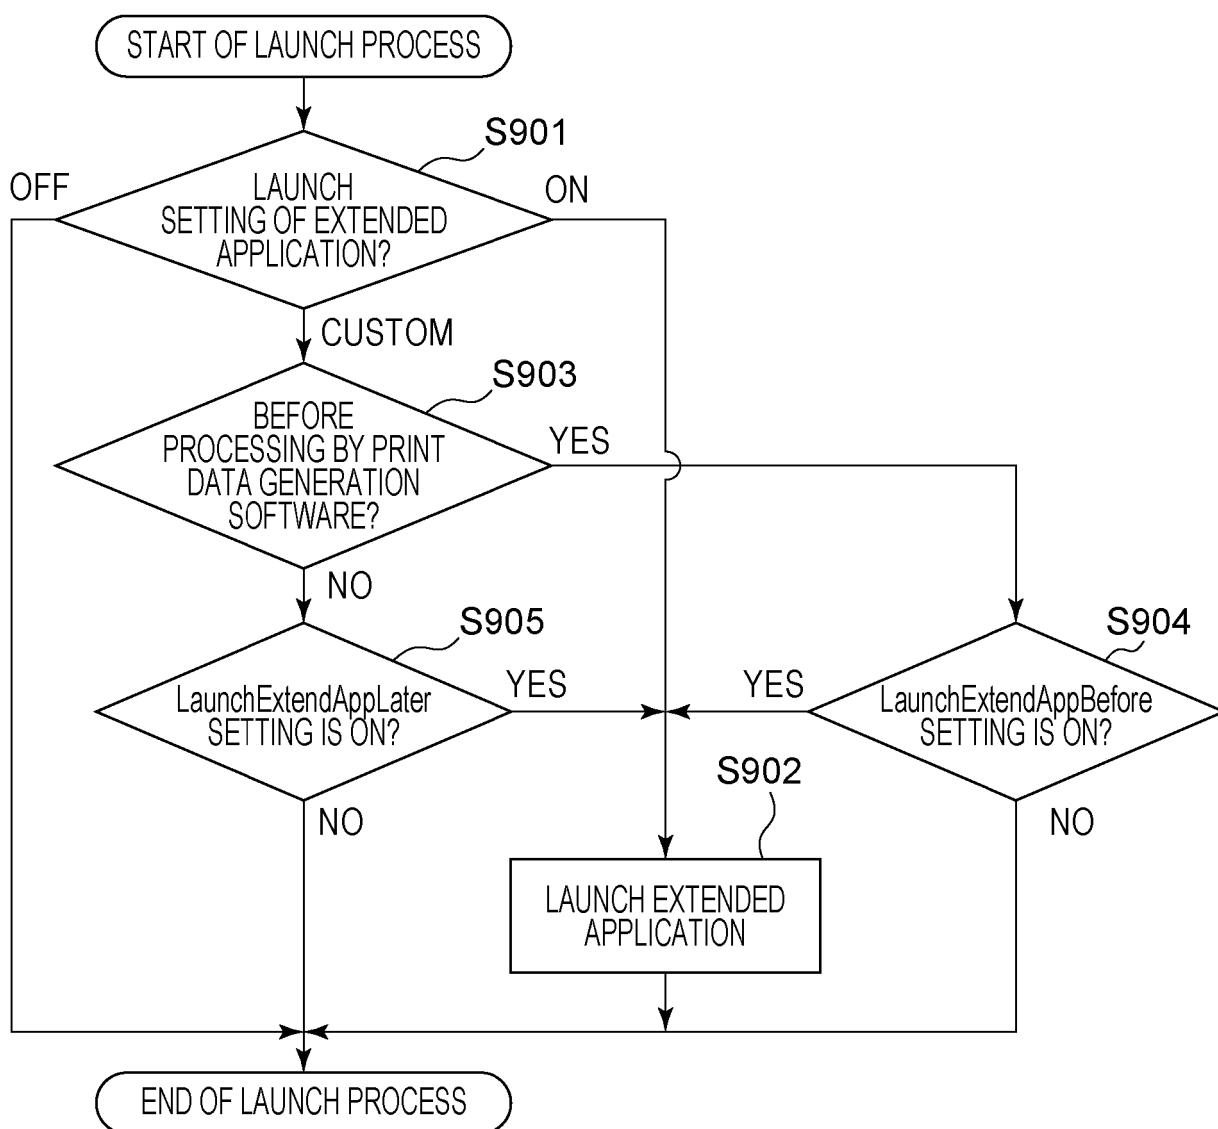 START OF LAUNCH PROCESS
S901
OFF
LAUNCH
SETTING OF EXTENDED
APPLICATION?
ON
CUSTOM
S903
BEFORE
PROCESSING BY PRINT
DATA GENERATION
SOFTWARE?
YES
NO
S905
LaunchExtendAppLater
SETTING IS ON?
YES
NO
S904
YES
LaunchExtendAppBefore
SETTING IS ON?
NO
S902
LAUNCH EXTENDED
APPLICATION
END OF LAUNCH PROCESS